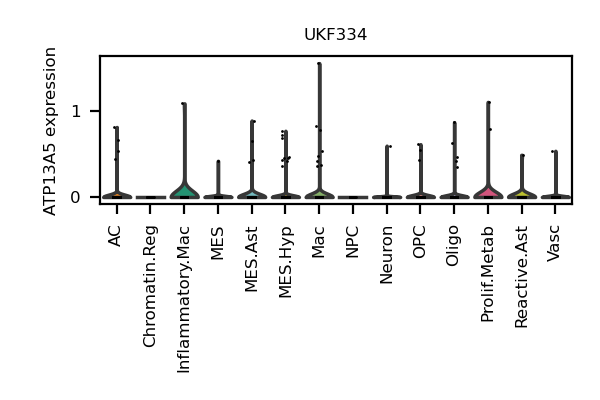 UKF334
ATP13A5 expression
1
0
AC
Chromatin.Reg
Inflammatory.Mac
MES
MES.Ast
MES.Hyp
Mac
NPC
Neuron
OPC
Oligo
Prolif.Metab
Reactive.Ast
Vasc